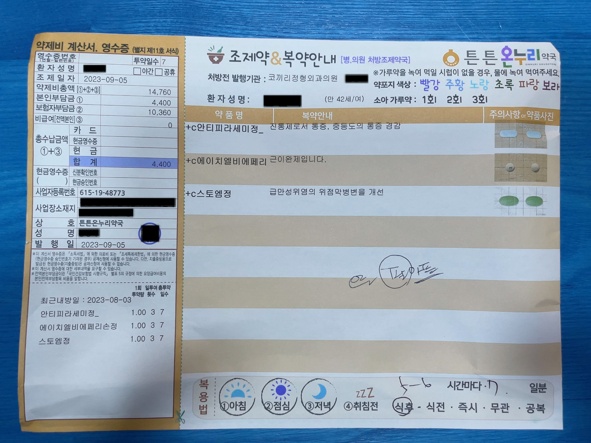 약제비 계산서, 영수증 (별지 제11호 서식)
영수증번호 투약일수 7
환자성명 □야간 □공휴
조제일자 2023-09-05
약제비총액 ①+②+③ 14,760
본인부담금 ① 4,400
보험자부담금 ② 10,360
비급여(전액본인) ③ 0
총수납금액 ①+③
카드
현금영수증
현금
합계 4,400
현금영수증 ( ) 신분확인번호
현금승인번호
사업자등록번호 615-19-48773
사업장소재지
상호 튼튼온누리약국
성명
발행일 2023-09-05
최근내방일 : 2023-08-03
1회투약량 일투여횟수 총투약일수
안티피라세미정_ 1.00 3 7
에이치엘비에페리손정 1.00 3 7
스토엠정 1.00 3 7
조제약&복약안내 [병.의원 처방조제약국]
튼튼온누리약국
처방전 발행기관 : 코끼리정형외과의원
※가루약을 녹여 먹일 시럽이 없을 경우, 물에 녹여 먹여주세요.
약포지 색상 : 빨강 주황 노랑 초록 파랑 보라
환자성명 : (만 42세/여)
소아 가루약 : 1회 2회 3회
약품명 복약안내 주의사항 약품사진
+c안티피라세미정_ 진통제로서 통증, 중등도의 통증 경감
+c에이치엘비에페리 근이완제입니다.
+c스토엠정 급만성위염의 위점막병변을 개선
복용법
①아침 ②점심 ③저녁 ④취침전
5-6 시간마다 7 일분
식후 · 식전 · 즉시 · 무관 · 공복